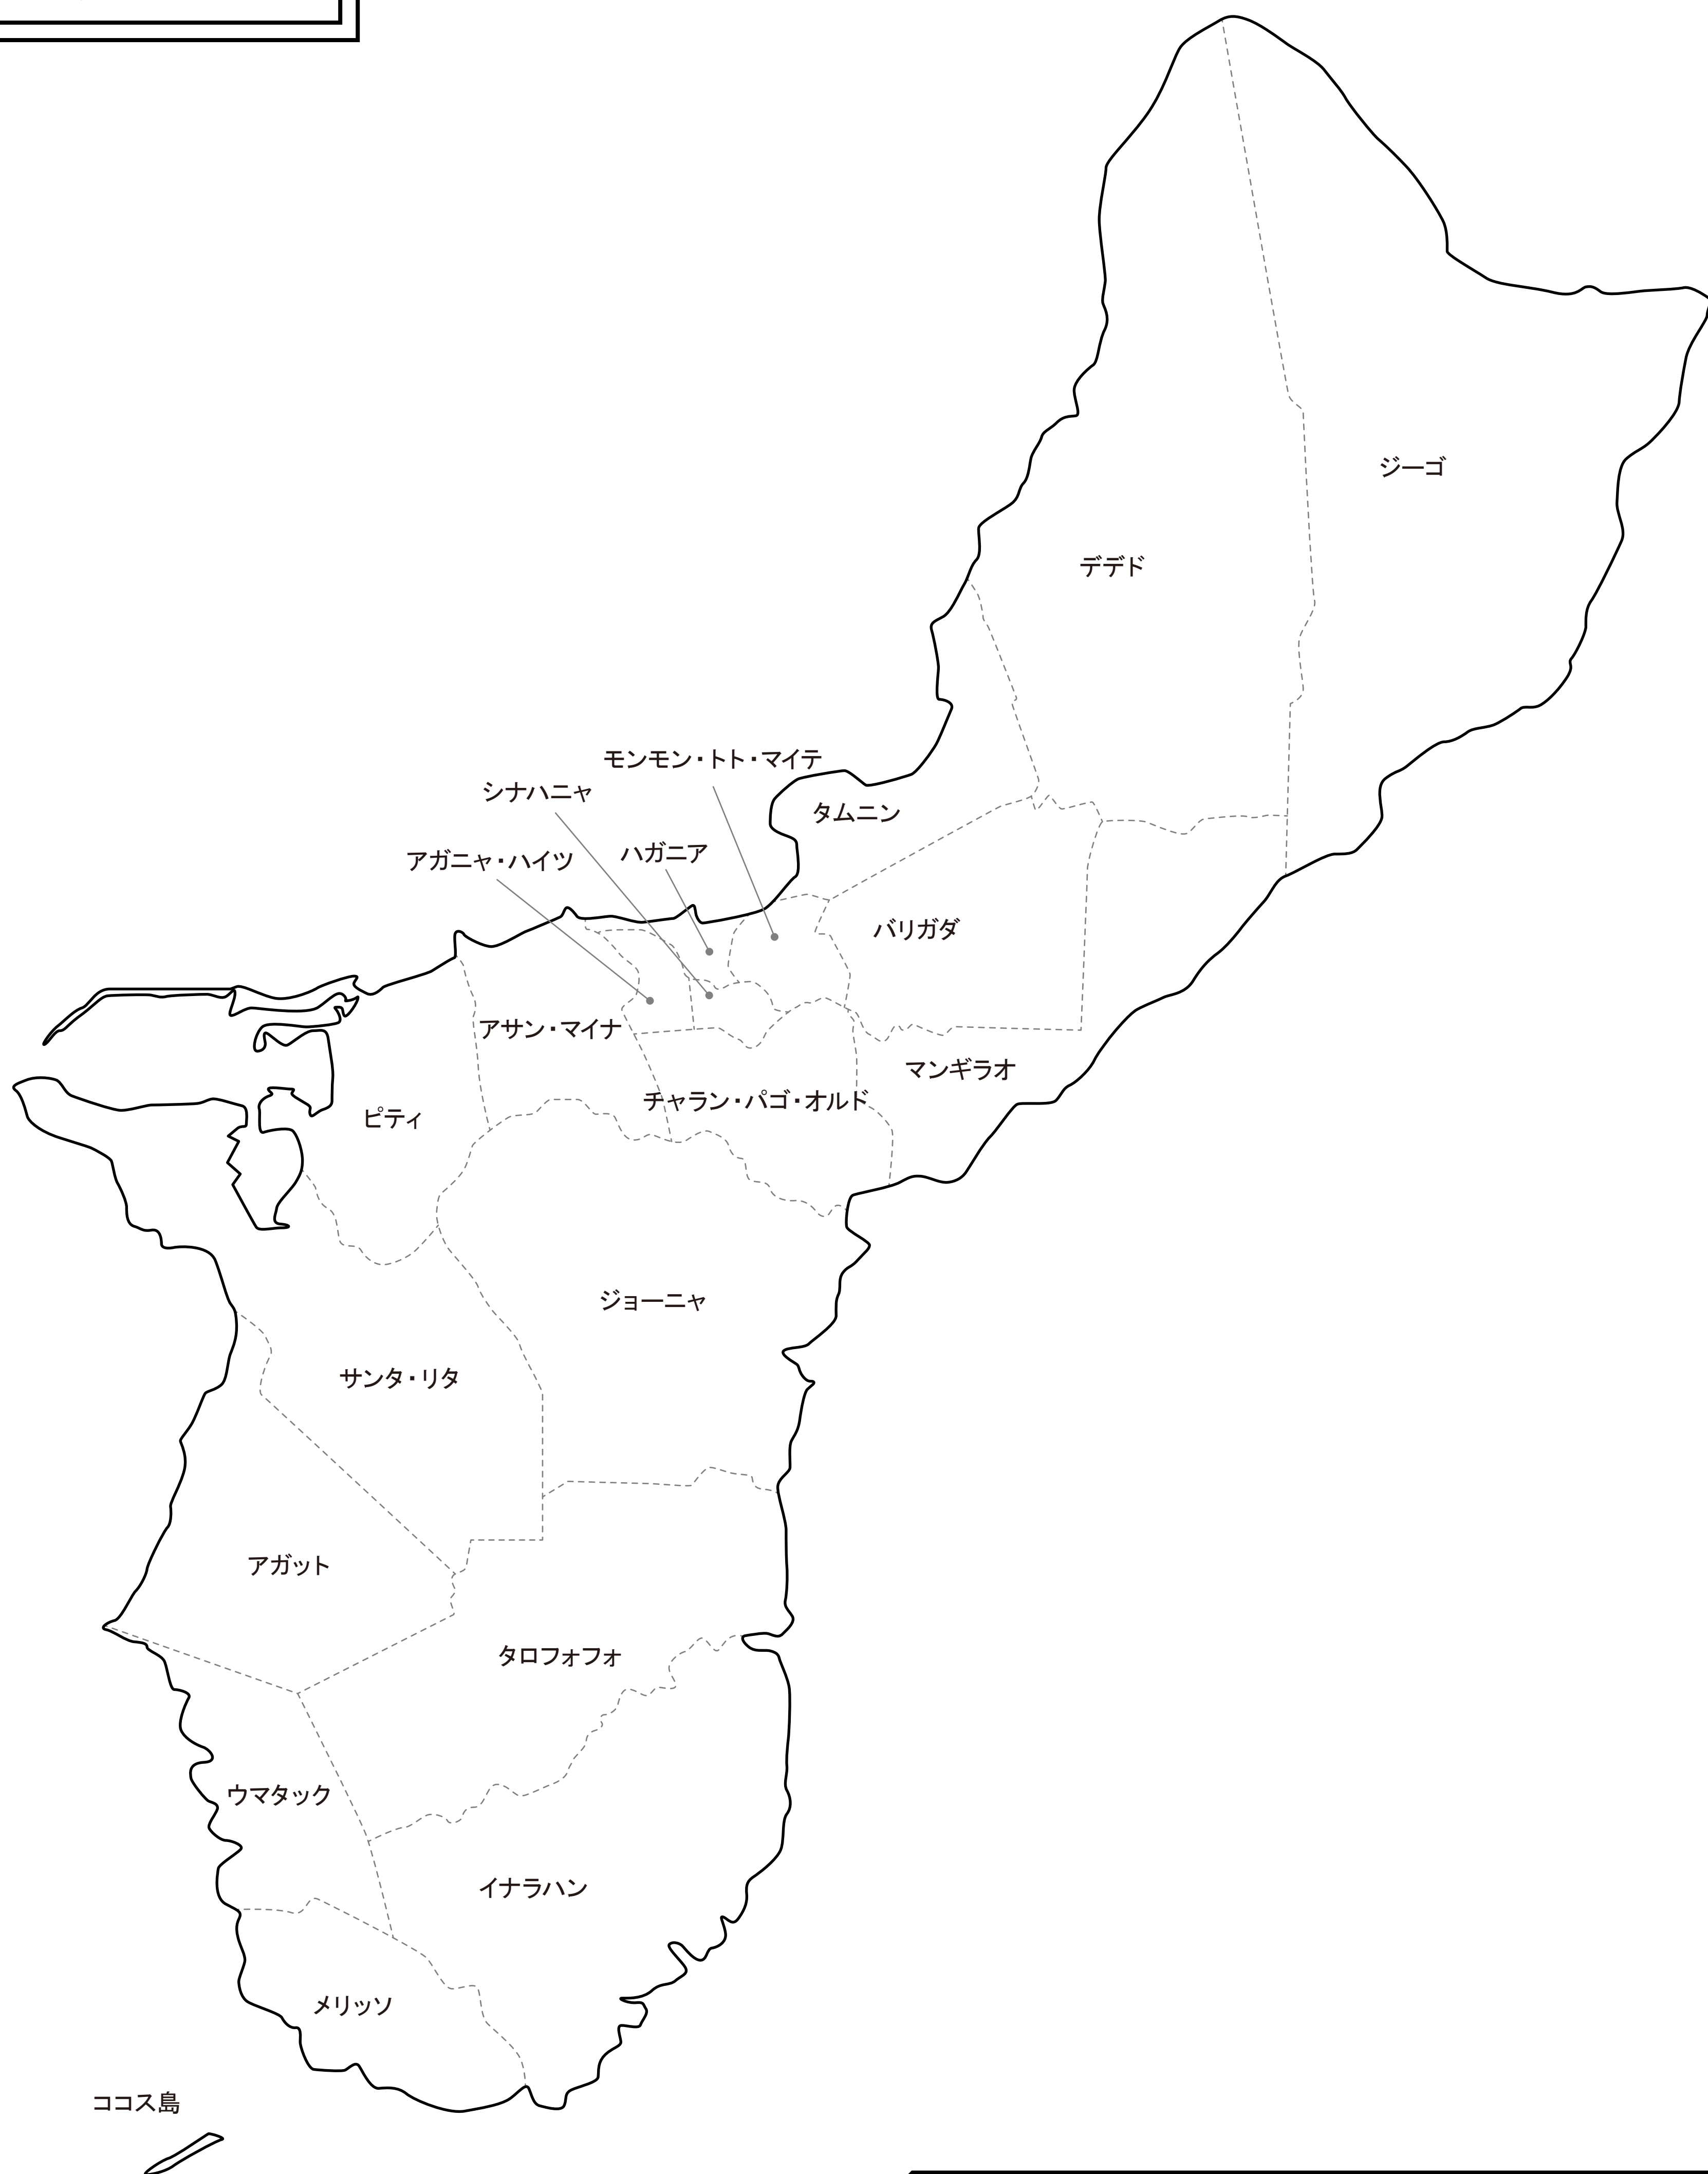 ジーゴ
デデド
モンモン・トト・マイテ
シナハニャ
タムニン
アガニャ・ハイツ
ハガニア
バリガダ
アサン・マイナ
マンギラオ
チャラン・パゴ・オルド
ピティ
ジョーニャ
サンタ・リタ
アガット
タロフォフォ
ウマタック
イナラハン
メリッソ
ココス島